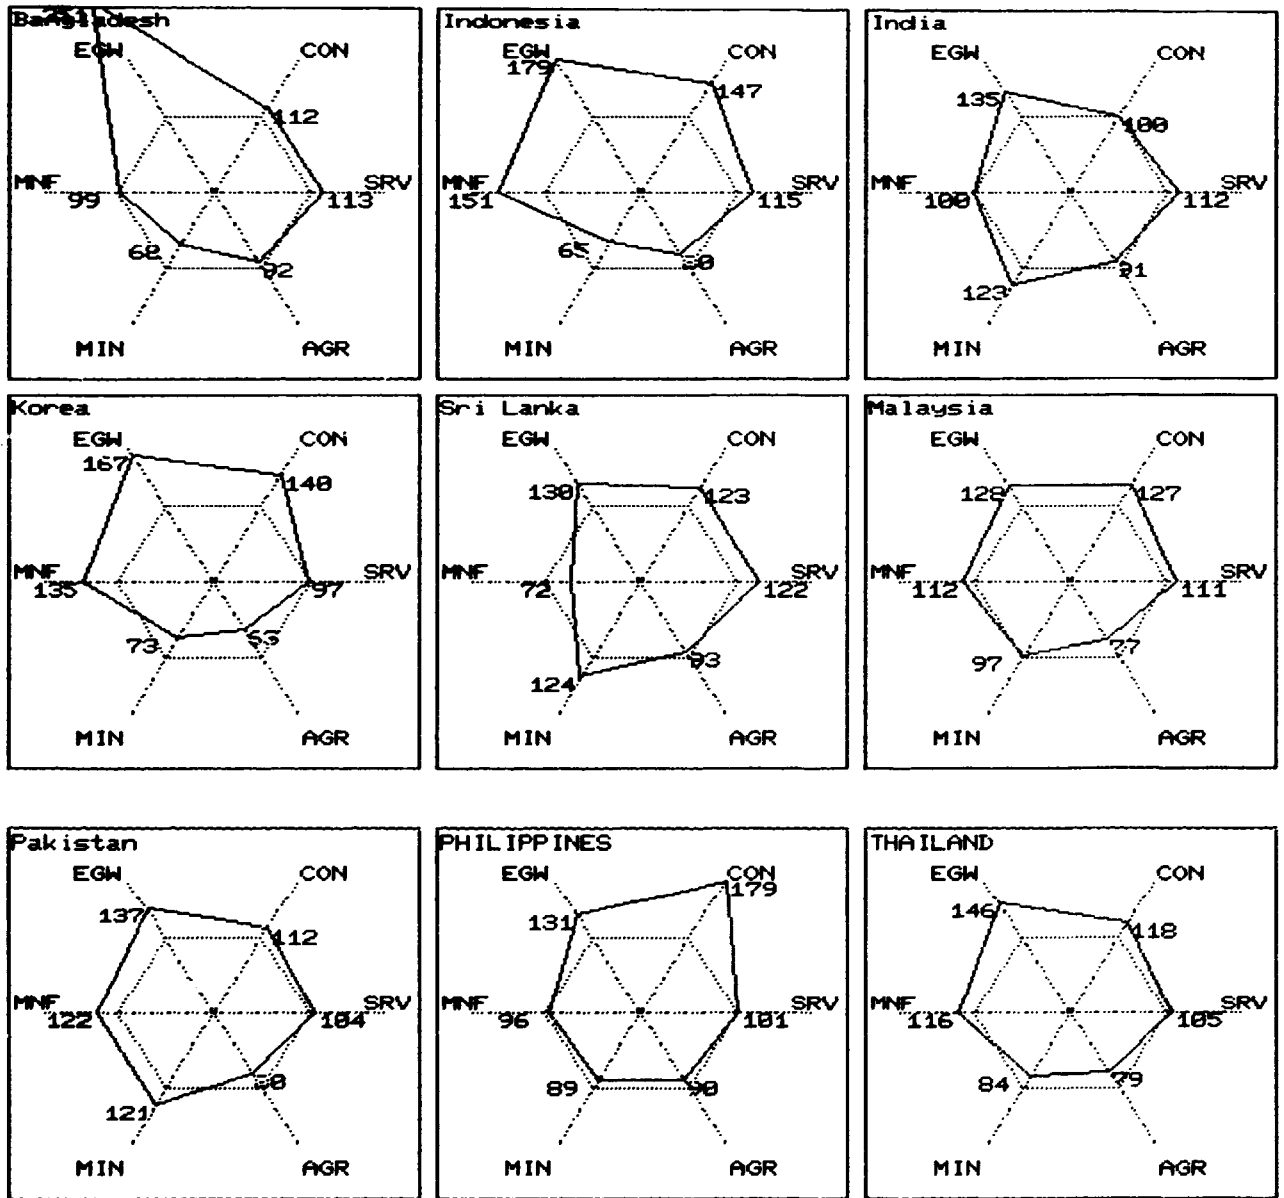 Bangladesh
EGW
CON
112
MNF
SRV
99
113
68
92
MIN
AGR
Indonesia
EGW
CON
179
147
MNF
SRV
151
115
65
80
MIN
AGR
India
EGW
CON
135
100
MNF
SRV
100
112
123
91
MIN
AGR
Korea
EGW
CON
167
140
MNF
SRV
135
97
73
MIN
AGR
Sri Lanka
EGW
CON
130
123
MNF
SRV
72
122
93
124
MIN
AGR
Malaysia
EGW
CON
128
127
MNF
SRV
112
111
97
77
MIN
AGR
Pakistan
EGW
CON
137
112
MNF
SRV
122
104
80
121
MIN
AGR
PHILIPPINES
EGW
CON
179
131
MNF
SRV
96
101
89
90
MIN
AGR
THAILAND
EGW
CON
146
118
MNF
SRV
116
105
84
79
MIN
AGR